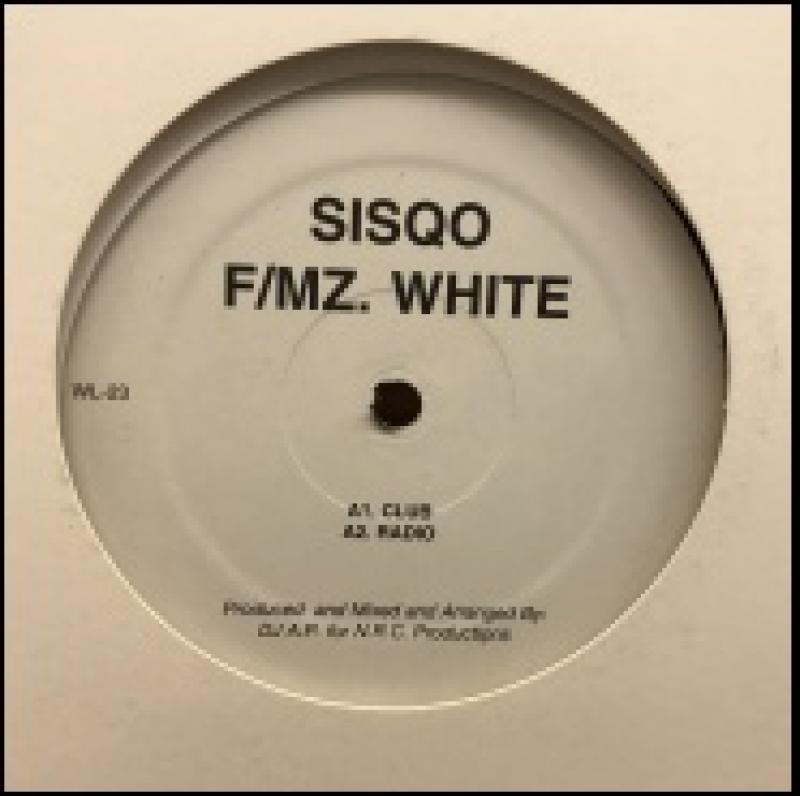 SISQO
F/MZ. WHITE
WL-23
A1. CLUB
A2. RADIO
Produced and Mixed and Arranged By
DJ A.P. for N.R.C. Productions